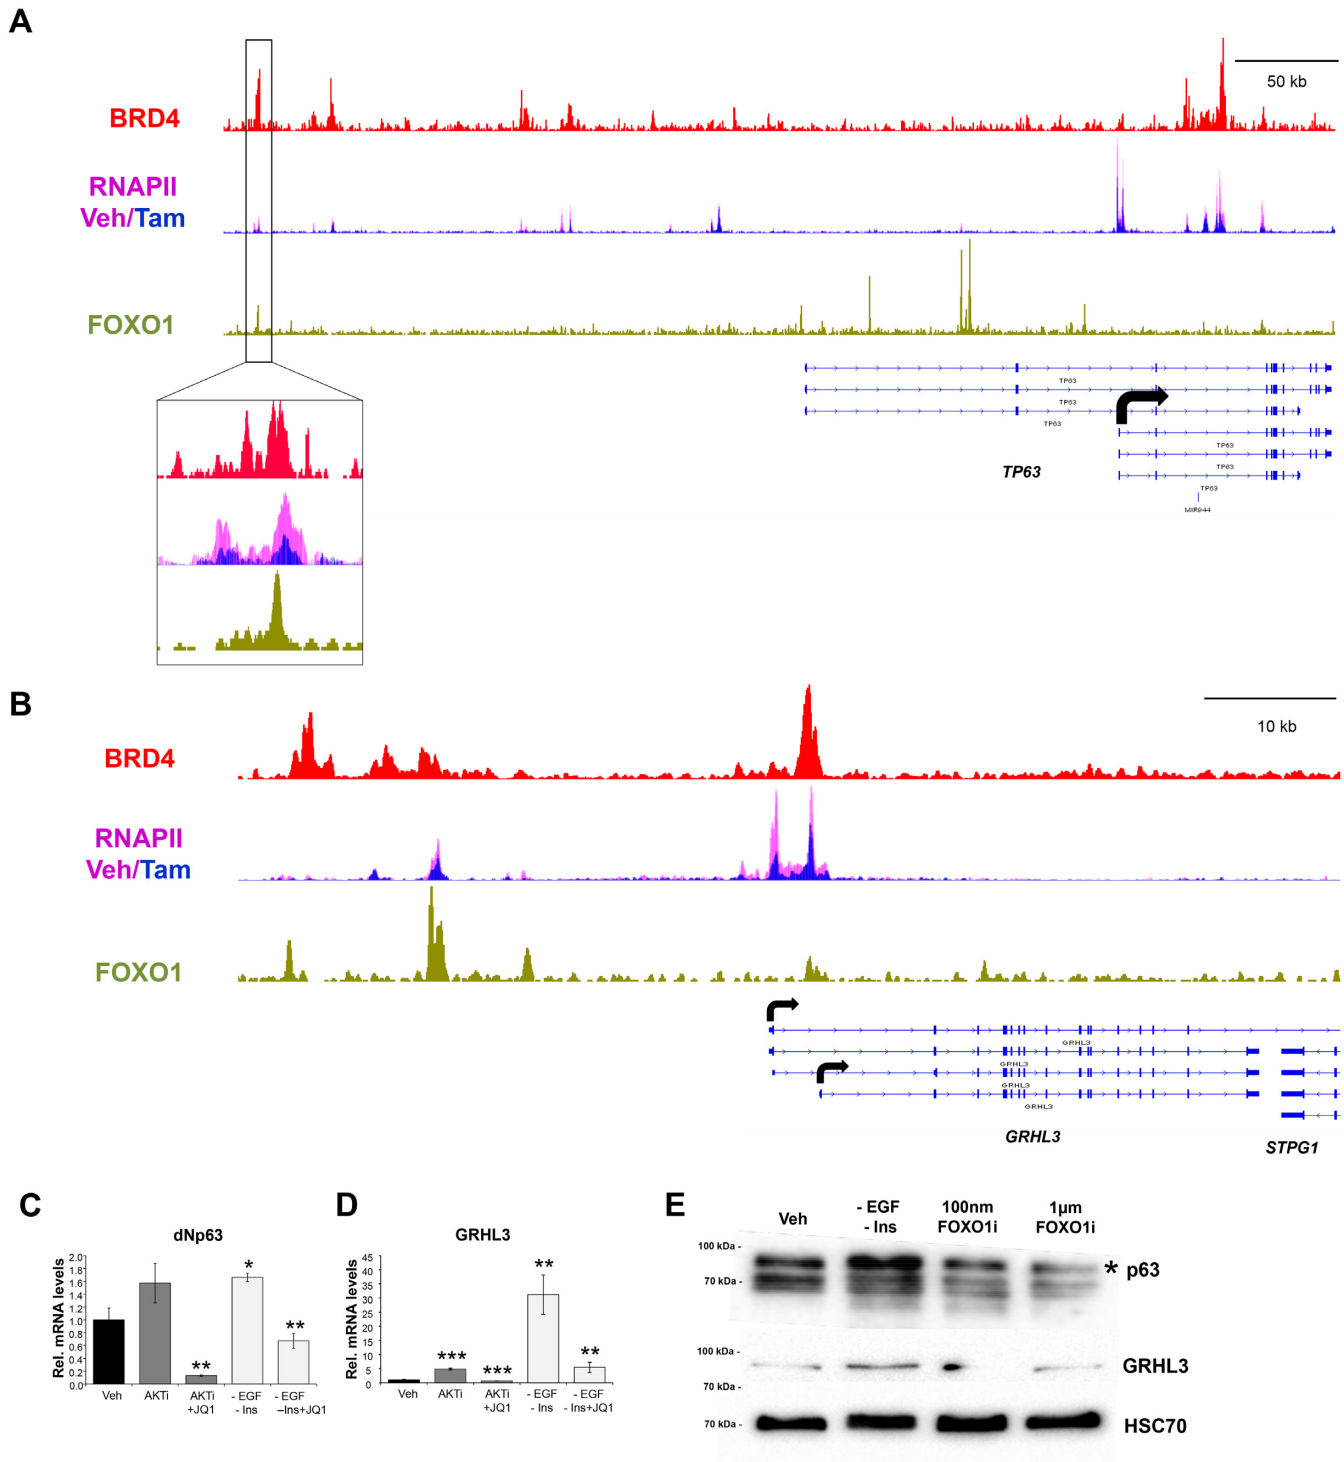 A
50 kb
BRD4
RNAPII
Veh/Tam
FOXO1
TP63
TP63
TP63
TP63
TP63
TP63
TP63
MIR944
B
10 kb
BRD4
RNAPII
Veh/Tam
FOXO1
GRHL3
GRHL3
GRHL3
GRHL3
GRHL3
STPG1
C
dNp63
Rel. mRNA levels
2.0
1.8
1.6
1.4
1.2
1.0
0.8
0.6
0.4
0.2
0.0
**
*
**
Veh
AKTi
AKTi
+JQ1
- EGF
- Ins
- EGF
–Ins+JQ1
D
GRHL3
Rel. mRNA levels
45
40
35
30
25
20
15
10
5
0
***
***
**
**
Veh
AKTi
AKTi
+JQ1
- EGF
- Ins
- EGF
- Ins+JQ1
E
Veh
- EGF
- Ins
100nm
FOXO1i
1µm
FOXO1i
100 kDa -
70 kDa -
* p63
100 kDa -
GRHL3
70 kDa -
70 kDa -
HSC70